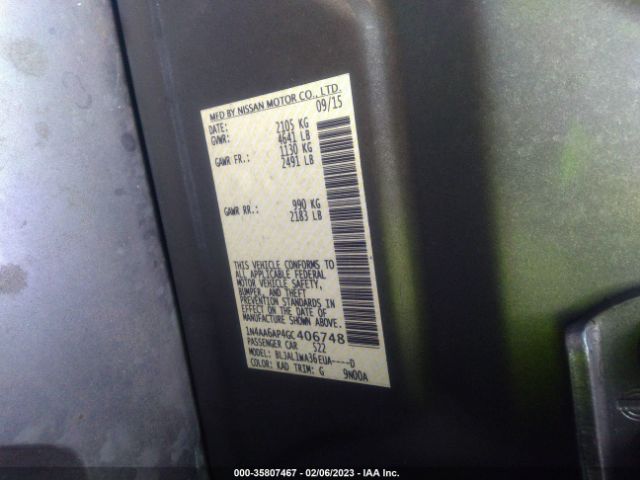 MFD BY NISSAN MOTOR CO., LTD.
DATE: 09/15
GVWR: 2105 KG
4641 LB
GAWR FR.: 1130 KG
2491 LB
GAWR RR.: 990 KG
2183 LB
THIS VEHICLE CONFORMS TO
ALL APPLICABLE FEDERAL
MOTOR VEHICLE SAFETY,
BUMPER, AND THEFT
PREVENTION STANDARDS IN
EFFECT ON THE DATE OF
MANUFACTURE SHOWN ABOVE.
1N4AA6AP4GC406748
PASSENGER CAR S22
MODEL: BL3AL1WA36EUA----D
COLOR: KAD TRIM: G 9N00A
000-35807467 - 02/06/2023 - IAA Inc.